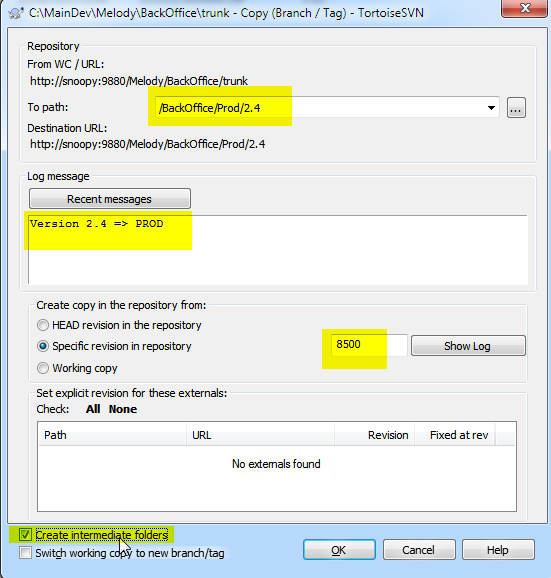 C:\MainDev\Melody\BackOffice\trunk - Copy (Branch / Tag) - TortoiseSVN
Repository
From WC / URL:
http://snoopy:9880/Melody/BackOffice/trunk
To path:
/BackOffice/Prod/2.4
...
Destination URL:
http://snoopy:9880/Melody/BackOffice/Prod/2.4
Log message
Recent messages
Version 2.4 => PROD
Create copy in the repository from:
HEAD revision in the repository
Specific revision in repository
8500
Show Log
Working copy
Set explicit revision for these externals:
Check: All None
Path URL Revision Fixed at rev
No externals found
Create intermediate folders
Switch working copy to new branch/tag
OK Cancel Help